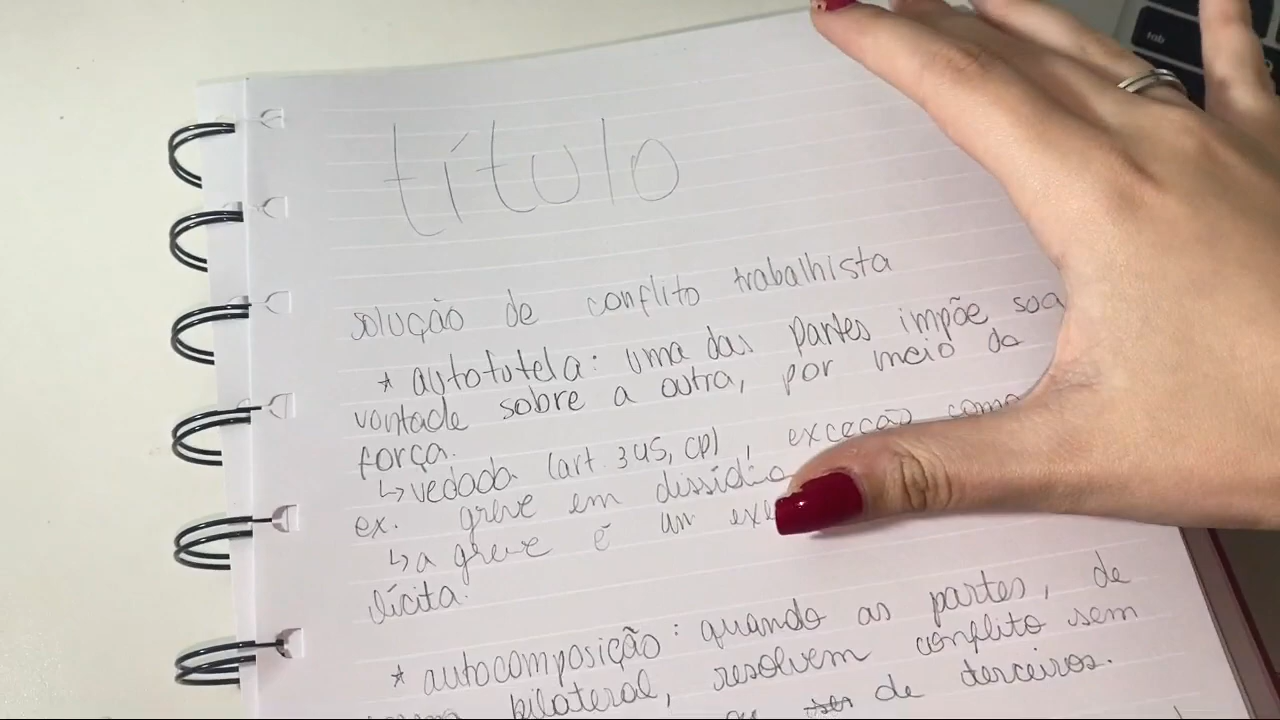 título
solução de conflito trabalhista
* autotutela: uma das partes impõe sua
vontade sobre a outra, por meio da
força.
↳ vedada (art. 345, CP), exceção como
ex. greve em dissídio
↳ a greve é um
lícita.
* autocomposição: quando as partes, de
bilateral, resolvem conflito sem
de terceiros.
tab